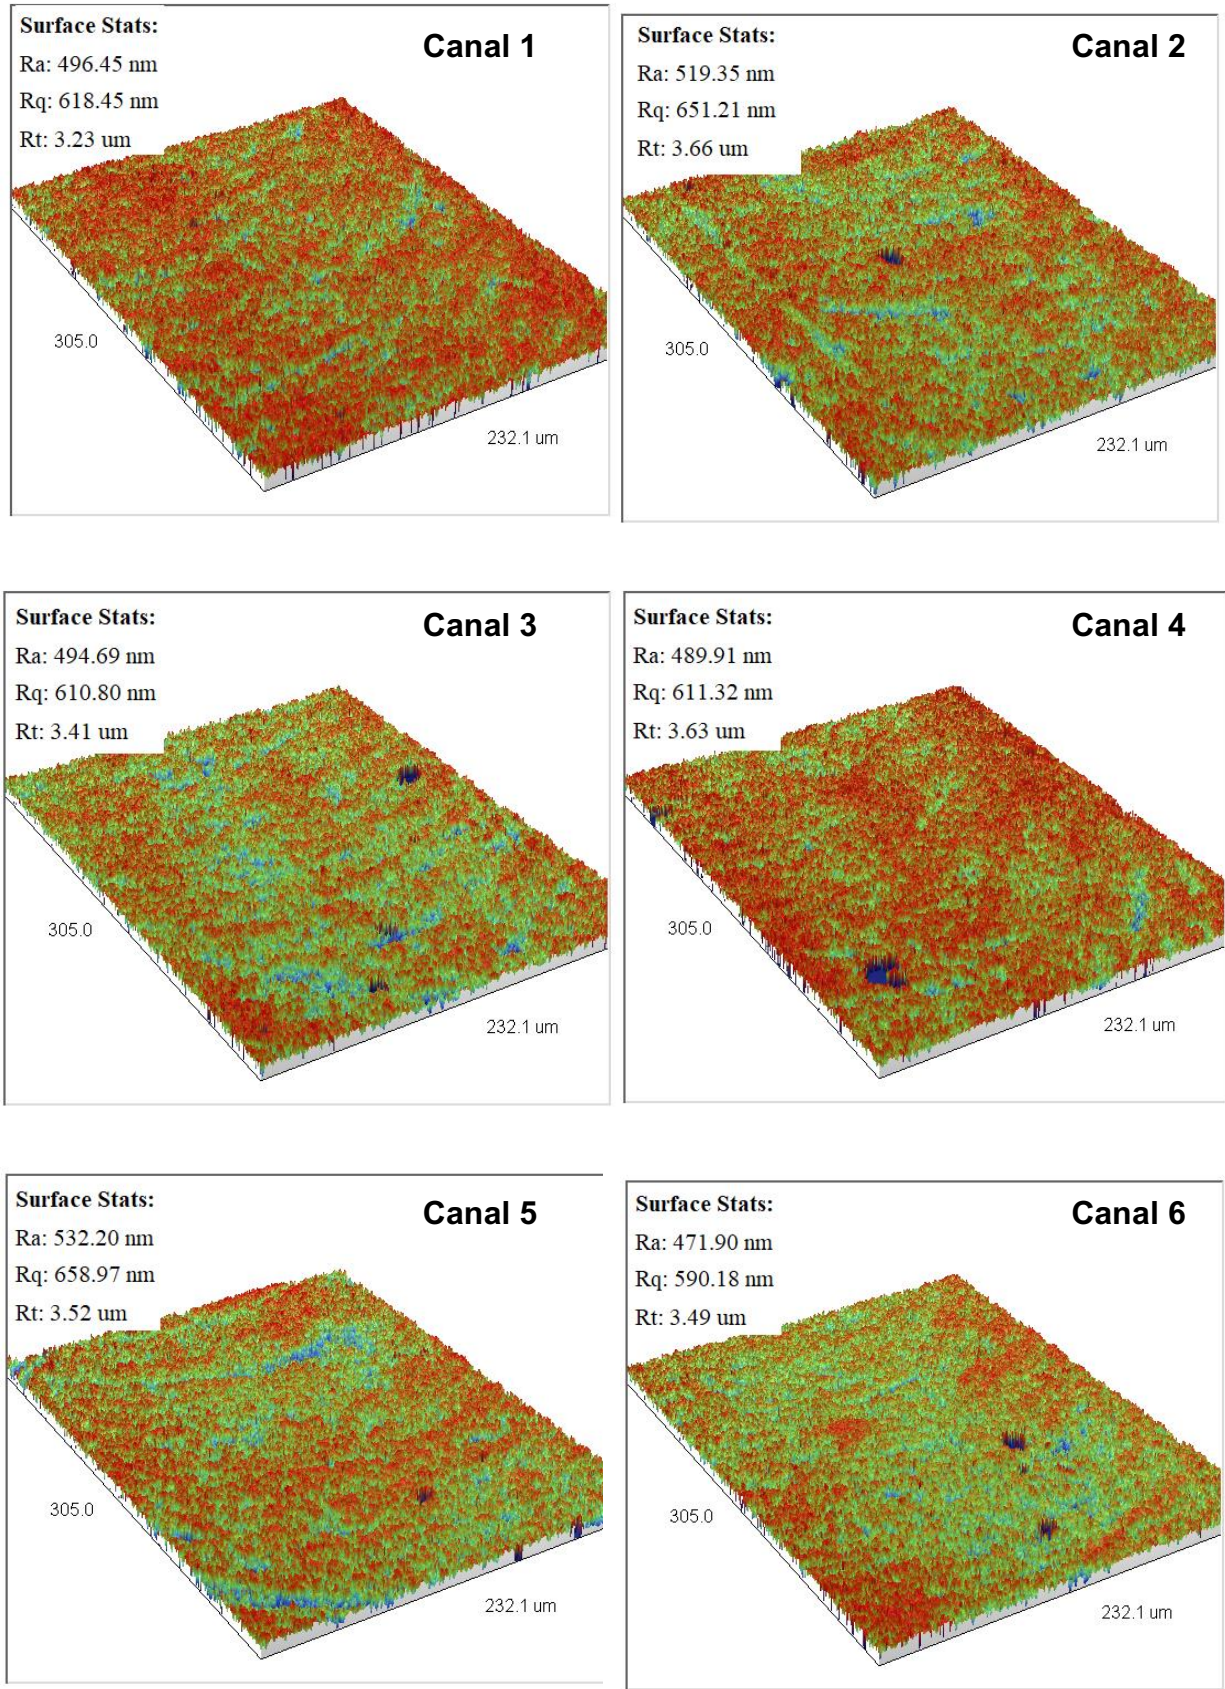 Surface Stats:
Canal 1
Ra: 496.45 nm
Rq: 618.45 nm
Rt: 3.23 um
305.0
232.1 um
Surface Stats:
Canal 2
Ra: 519.35 nm
Rq: 651.21 nm
Rt: 3.66 um
305.0
232.1 um
Surface Stats:
Canal 3
Ra: 494.69 nm
Rq: 610.80 nm
Rt: 3.41 um
305.0
232.1 um
Surface Stats:
Canal 4
Ra: 489.91 nm
Rq: 611.32 nm
Rt: 3.63 um
305.0
232.1 um
Surface Stats:
Canal 5
Ra: 532.20 nm
Rq: 658.97 nm
Rt: 3.52 um
305.0
232.1 um
Surface Stats:
Canal 6
Ra: 471.90 nm
Rq: 590.18 nm
Rt: 3.49 um
305.0
232.1 um